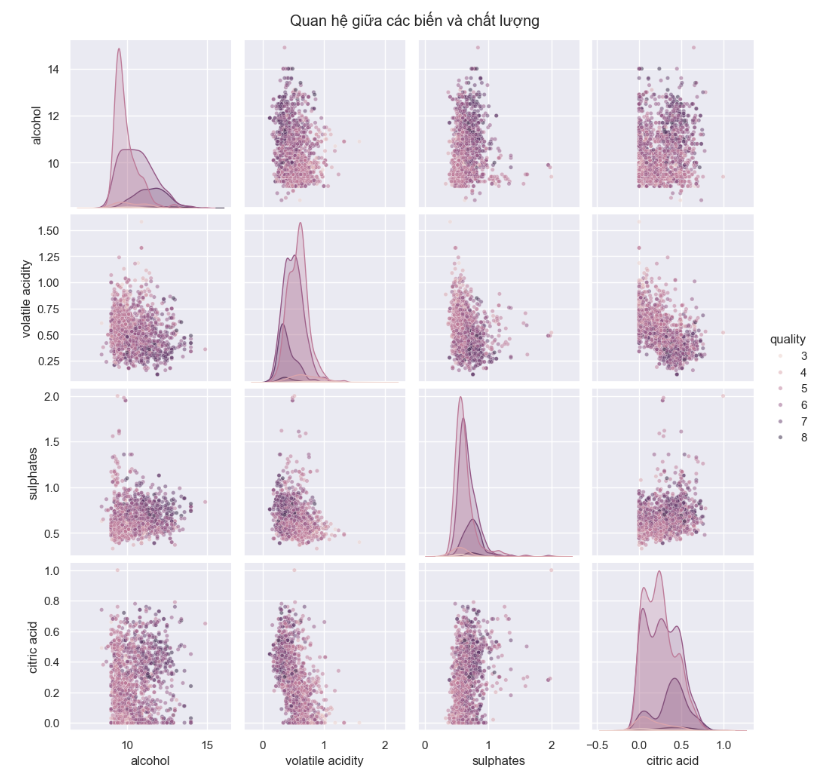 Quan hệ giữa các biến và chất lượng
alcohol
14
12
10
volatile acidity
1.50
1.25
1.00
0.75
0.50
0.25
quality
3
4
5
6
7
8
sulphates
2.0
1.5
1.0
0.5
citric acid
1.0
0.8
0.6
0.4
0.2
0.0
10 15
0 1 2
0 1 2
−0.5 0.0 0.5 1.0
alcohol
volatile acidity
sulphates
citric acid